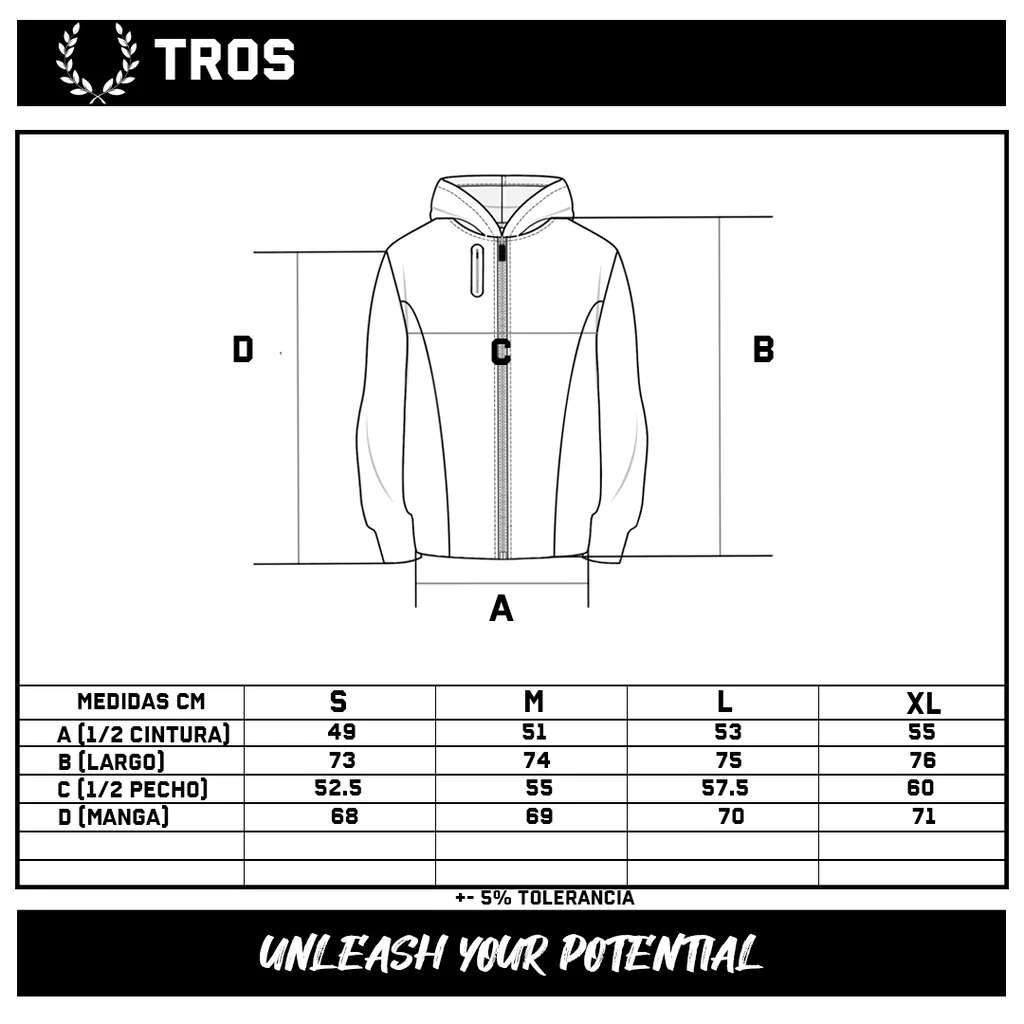 TROS
D
C
B
A
MEDIDAS CM S M L XL
A (1/2 CINTURA) 49 51 53 55
B (LARGO) 73 74 75 76
C (1/2 PECHO) 52.5 55 57.5 60
D (MANGA) 68 69 70 71
+- 5% TOLERANCIA
UNLEASH YOUR POTENTIAL